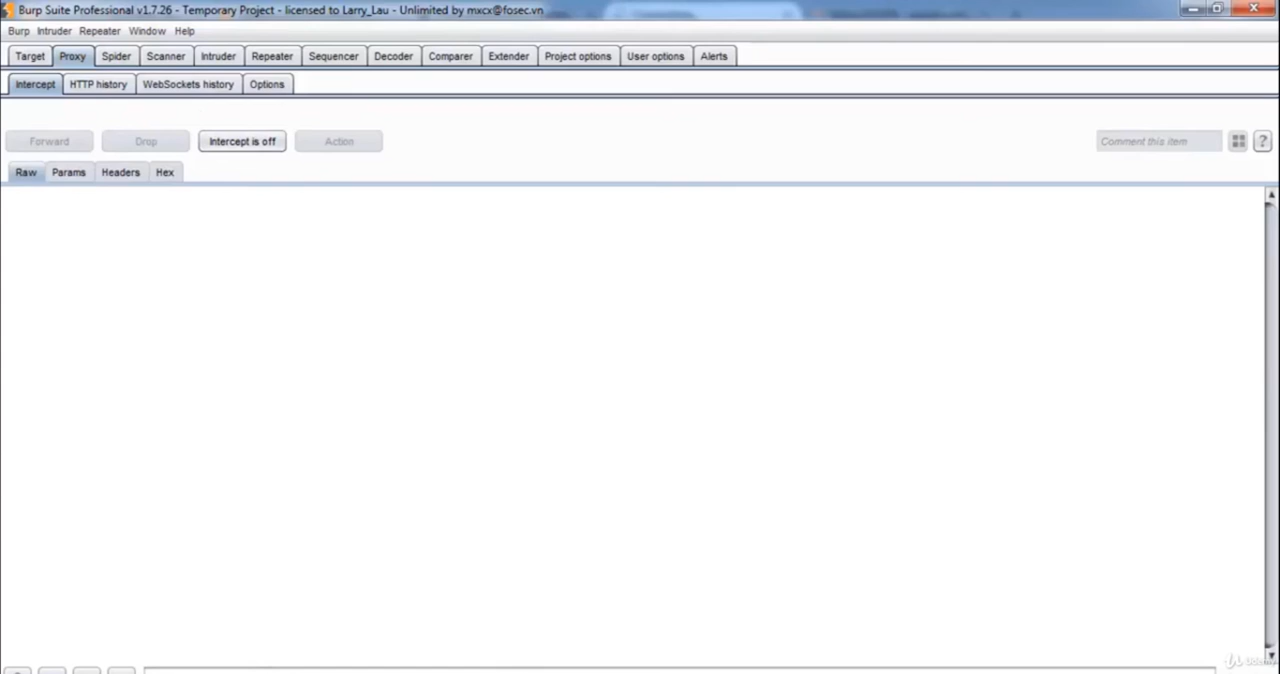 Burp Suite Professional v1.7.26 - Temporary Project - licensed to Larry_Lau - Unlimited by mxcx@fosec.vn
Burp Intruder Repeater Window Help
Target Proxy Spider Scanner Intruder Repeater Sequencer Decoder Comparer Extender Project options User options Alerts
Intercept HTTP history WebSockets history Options
Forward Drop Intercept is off Action Comment this item ?
Raw Params Headers Hex
Udemy